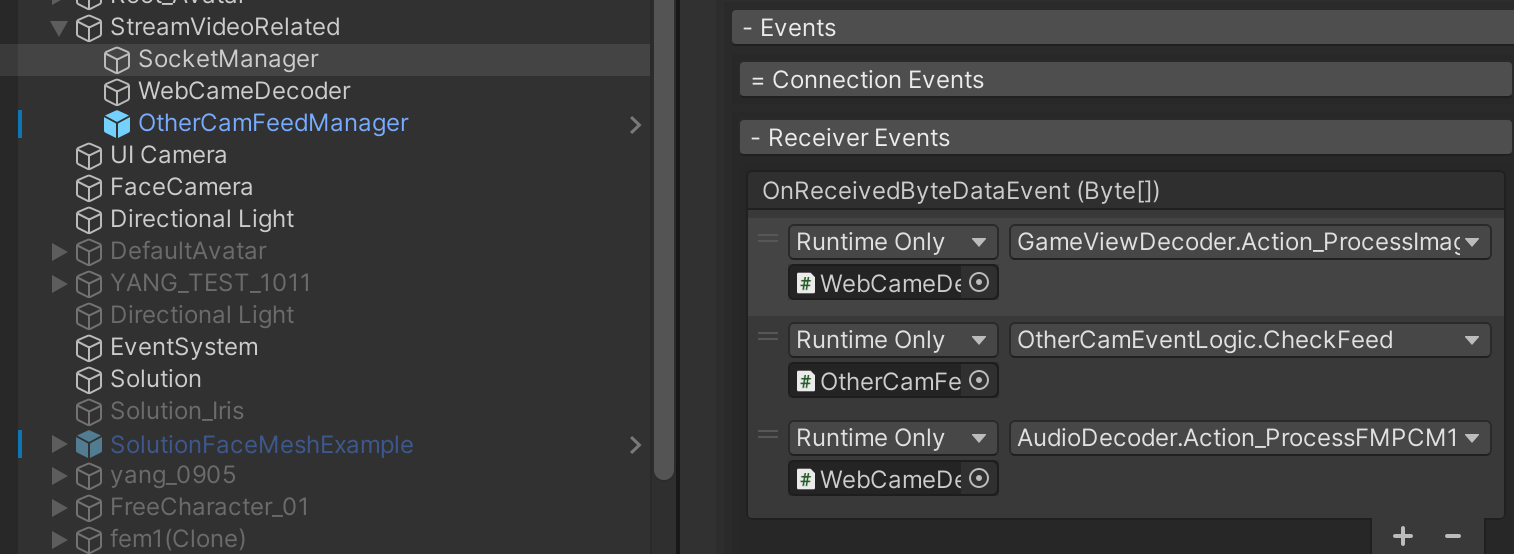 Root_Avatar
StreamVideoRelated
SocketManager
WebCameDecoder
OtherCamFeedManager
UI Camera
FaceCamera
Directional Light
DefaultAvatar
YANG_TEST_1011
Directional Light
EventSystem
Solution
Solution_Iris
SolutionFaceMeshExample
yang_0905
FreeCharacter_01
fem1(Clone)
- Events
= Connection Events
- Receiver Events
OnReceivedByteDataEvent (Byte[])
Runtime Only GameViewDecoder.Action_ProcessImag
WebCameDe
Runtime Only OtherCamEventLogic.CheckFeed
OtherCamFe
Runtime Only AudioDecoder.Action_ProcessFMPCM1
WebCameDe